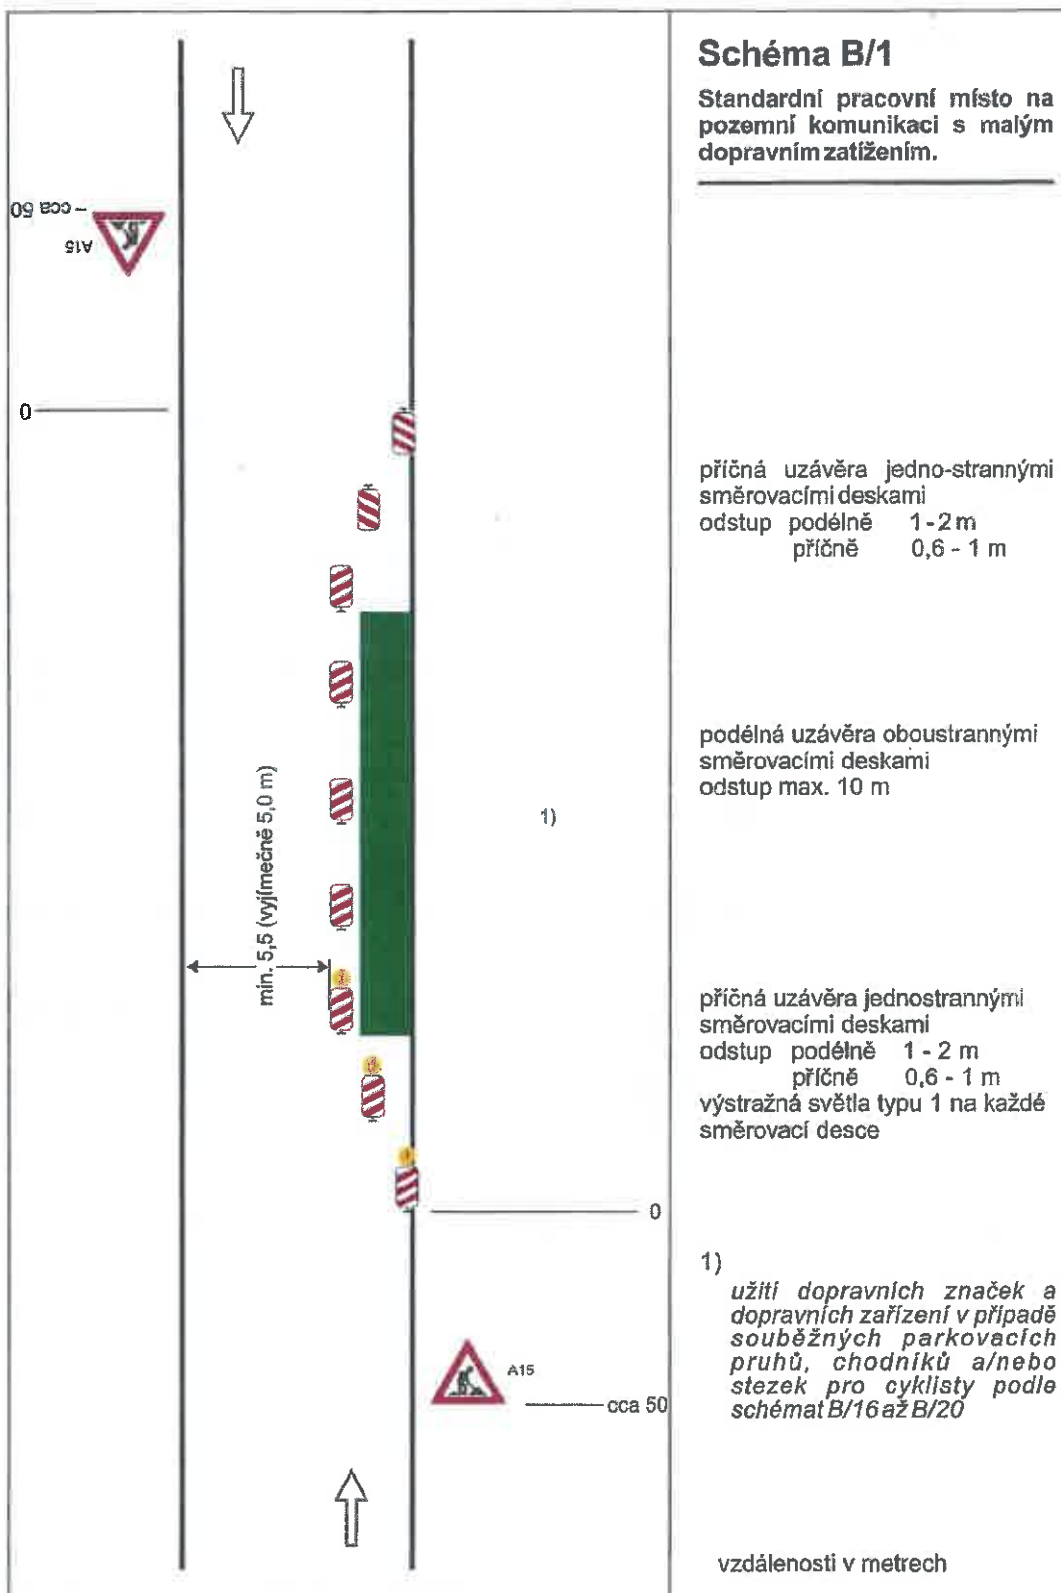 Schéma B/1
Standardní pracovní místo na
pozemní komunikaci s malým
dopravním zatížením.
cca 50
A15
0
příčná uzávěra jedno-strannými
směrovacími deskami
odstup podélně 1-2 m
příčně 0,6 - 1 m
podélná uzávěra oboustrannými
směrovacími deskami
odstup max. 10 m
1)
min. 5,5 (vyjímečně 5,0 m)
příčná uzávěra jednostrannými
směrovacími deskami
odstup podélně 1 - 2 m
příčně 0,6 - 1 m
výstražná světla typu 1 na každé
směrovací desce
0
1)
užití dopravních značek a
dopravních zařízení v případě
souběžných parkovacích
pruhů, chodníků a/nebo
stezek pro cyklisty podle
schémat B/16 až B/20
A15
cca 50
vzdálenosti v metrech